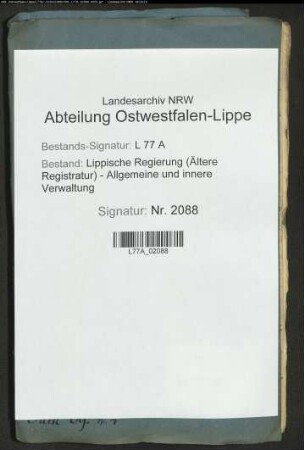 Landesarchiv NRW
Abteilung Ostwestfalen-Lippe
Bestands-Signatur: L 77 A
Bestand: Lippische Regierung (Ältere
Registratur) - Allgemeine und innere
Verwaltung
Signatur: Nr. 2088
L77A_02088